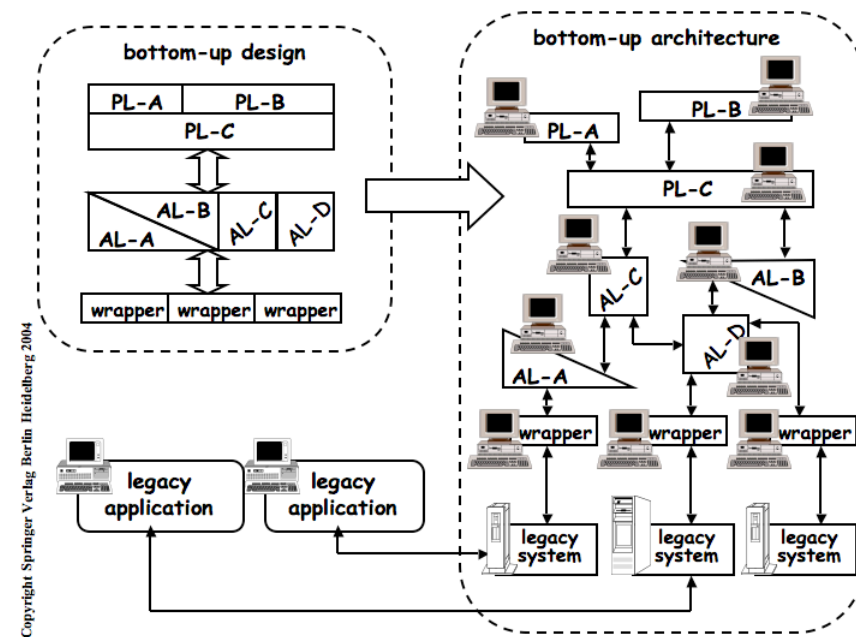 bottom-up design
PL-A
PL-B
PL-C
AL-B
AL-A
AL-C
AL-D
wrapper
wrapper
wrapper
bottom-up architecture
PL-A
PL-B
PL-C
AL-C
AL-B
AL-A
AL-D
wrapper
wrapper
wrapper
legacy
application
legacy
application
legacy
system
legacy
system
legacy
system
Copyright Springer Verlag Berlin Heidelberg 2004